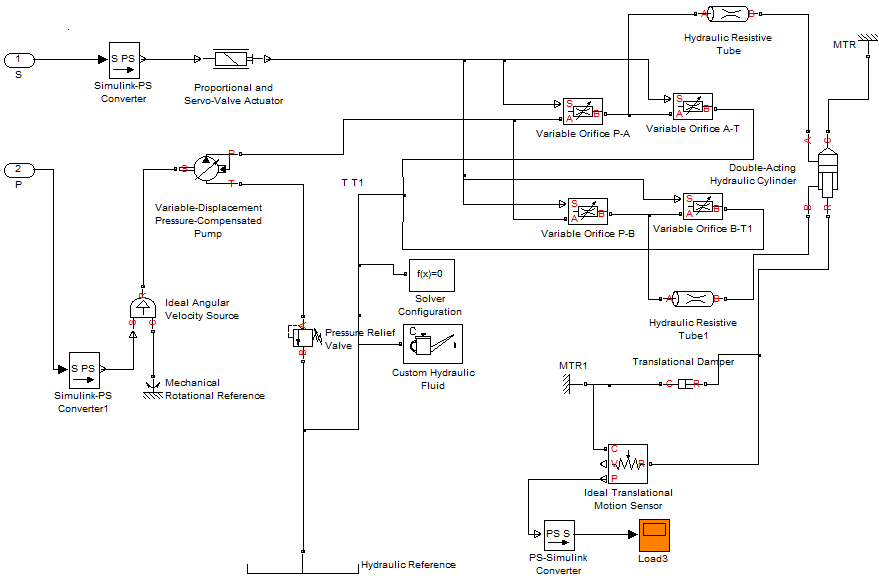 Hydraulic Resistive
Tube
A
B
MTR
1
S
S PS
Simulink-PS
Converter
Proportional and
Servo-Valve Actuator
S
A
B
Variable Orifice P-A
S
A
B
Variable Orifice A-T
A
C
Double-Acting
Hydraulic Cylinder
B
R
2
P
S
P
T
Variable-Displacement
Pressure-Compensated
Pump
T T1
S
A
B
Variable Orifice P-B
S
A
B
Variable Orifice B-T1
f(x)=0
Solver
Configuration
A
B
Hydraulic Resistive
Tube1
R
S
C
Ideal Angular
Velocity Source
A
B
Pressure Relief
Valve
C
Custom Hydraulic
Fluid
S PS
Simulink-PS
Converter1
Mechanical
Rotational Reference
MTR1
Translational Damper
C
R
C
V
R
P
Ideal Translational
Motion Sensor
PS S
PS-Simulink
Converter
Load3
Hydraulic Reference